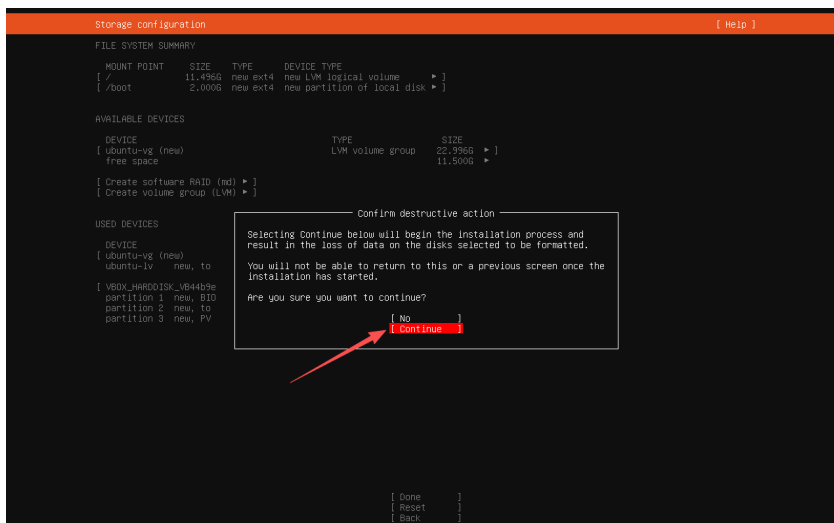 Storage configuration [ Help ]
FILE SYSTEM SUMMARY
MOUNT POINT SIZE TYPE DEVICE TYPE
[ / 11.496G new ext4 new LVM logical volume ▸ ]
[ /boot 2.000G new ext4 new partition of local disk ▸ ]
AVAILABLE DEVICES
DEVICE TYPE SIZE
[ ubuntu-vg (new) LVM volume group 22.996G ▸ ]
free space 11.500G ▸
[ Create software RAID (md) ▸ ]
[ Create volume group (LVM) ▸ ]
USED DEVICES
DEVICE
[ ubuntu-vg (new)
ubuntu-lv new, to
[ VBOX_HARDDISK_VB44b9e
partition 1 new, BIO
partition 2 new, to
partition 3 new, PV
Confirm destructive action
Selecting Continue below will begin the installation process and
result in the loss of data on the disks selected to be formatted.
You will not be able to return to this or a previous screen once the
installation has started.
Are you sure you want to continue?
[ No ]
[ Continue ]
[ Done ]
[ Reset ]
[ Back ]